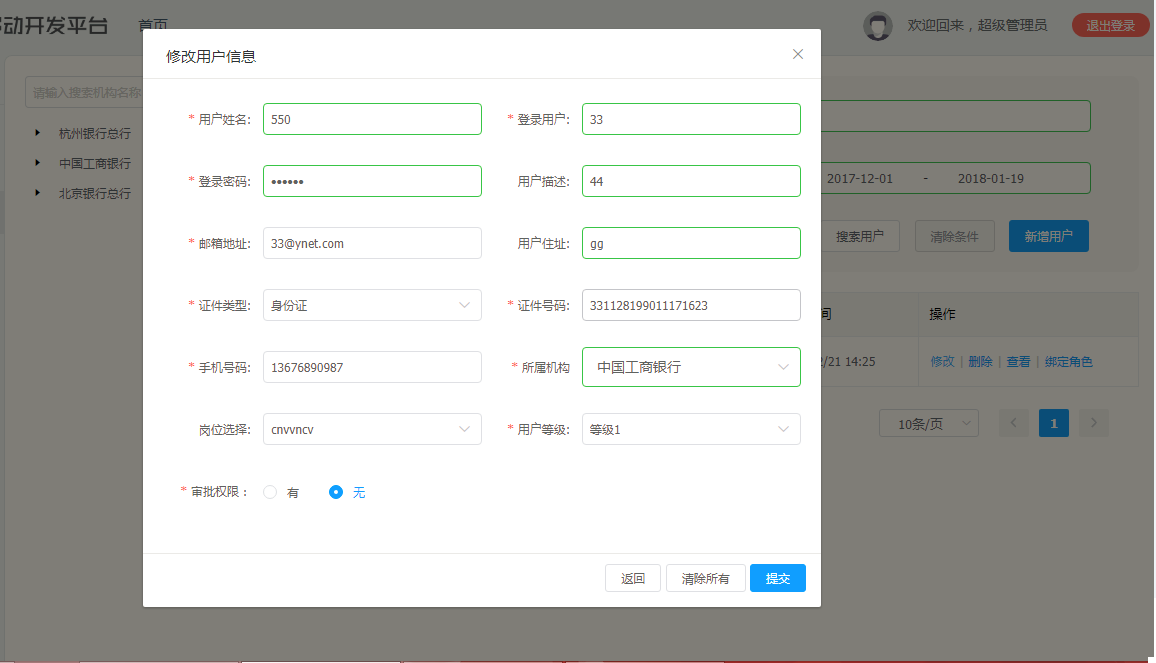 动开发平台
首页
欢迎回来，超级管理员
退出登录
请输入搜索机构名称
杭州银行总行
中国工商银行
北京银行总行
修改用户信息
* 用户姓名: 550
* 登录用户: 33
* 登录密码: ••••••
用户描述: 44
* 邮箱地址: 33@ynet.com
用户住址: gg
* 证件类型: 身份证
* 证件号码: 331128199011171623
* 手机号码: 13676890987
* 所属机构 中国工商银行
岗位选择: cnvvncv
* 用户等级: 等级1
* 审批权限： 有 无
返回 清除所有 提交
2017-12-01 - 2018-01-19
搜索用户 清除条件 新增用户
间 操作
/21 14:25 修改 | 删除 | 查看 | 绑定角色
10条/页 < 1 >